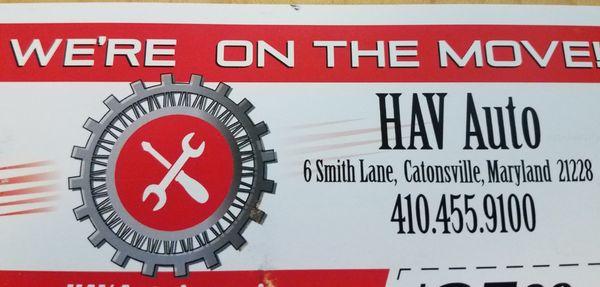 WE'RE ON THE MOVE!
HAV Auto
6 Smith Lane, Catonsville, Maryland 21228
410.455.9100